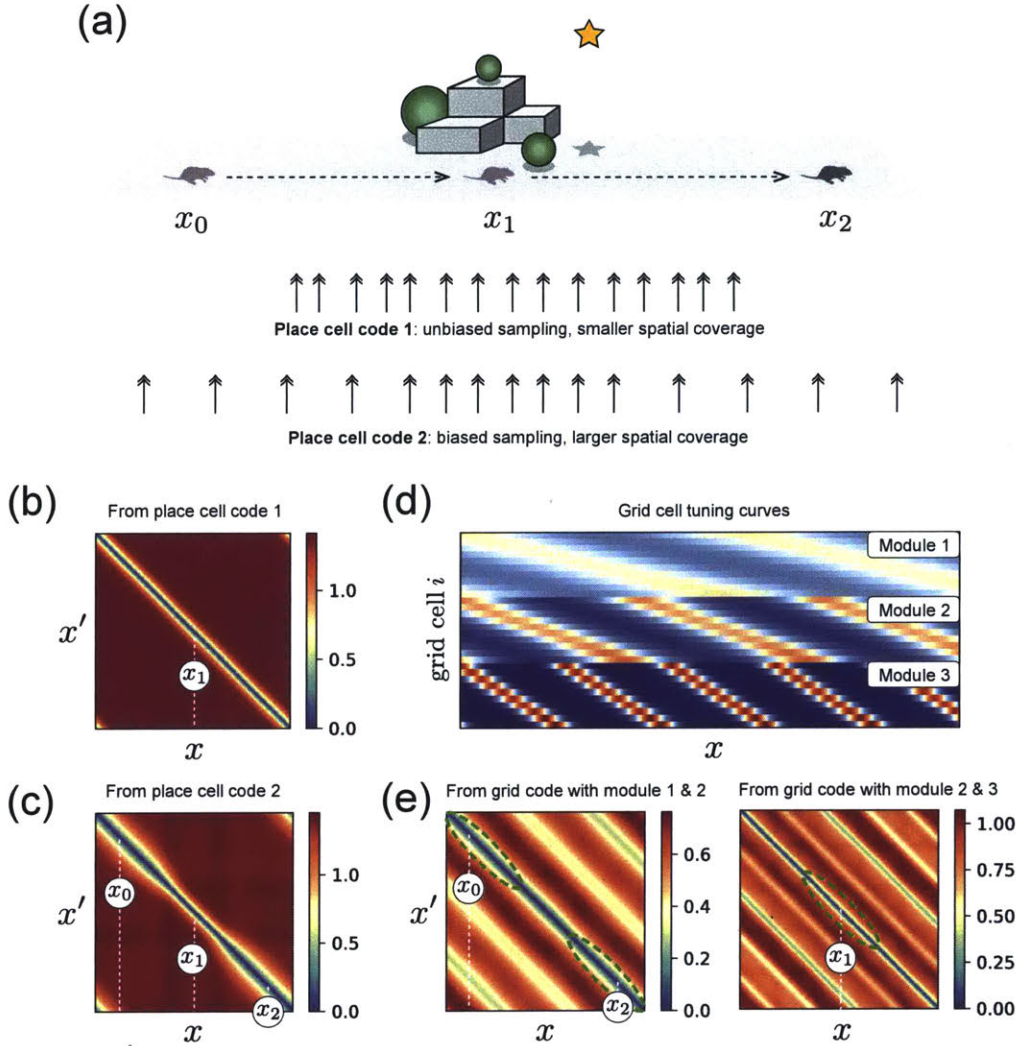 (a)
x₀ x₁ x₂
Place cell code 1: unbiased sampling, smaller spatial coverage
Place cell code 2: biased sampling, larger spatial coverage
(b)
From place cell code 1
x′
x₁
x
1.0
0.5
0.0
(d)
Grid cell tuning curves
grid cell i
Module 1
Module 2
Module 3
x
(c)
From place cell code 2
x′
x₀
x₁
x₂
x
1.0
0.5
0.0
(e)
From grid code with module 1 & 2
x′
x₀
x₂
x
0.6
0.4
0.2
0.0
From grid code with module 2 & 3
x₁
x
1.00
0.75
0.50
0.25
0.00